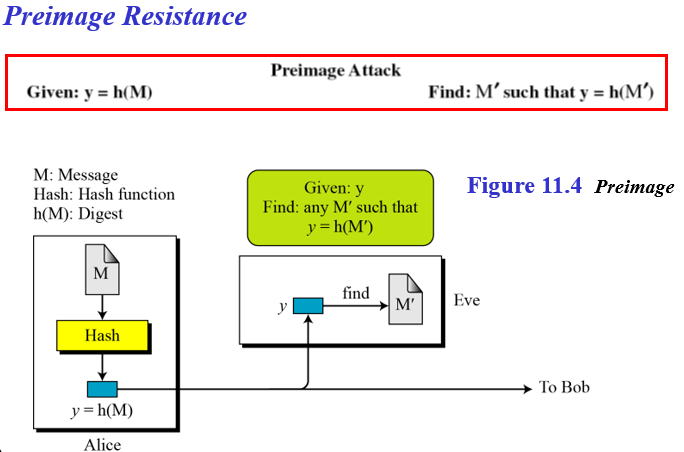 Preimage Resistance
Preimage Attack
Given: y = h(M)
Find: M′ such that y = h(M′)
M: Message
Hash: Hash function
h(M): Digest
Given: y
Find: any M′ such that
y = h(M′)
Figure 11.4 Preimage
M
Hash
y = h(M)
Alice
y
find
M′
Eve
To Bob